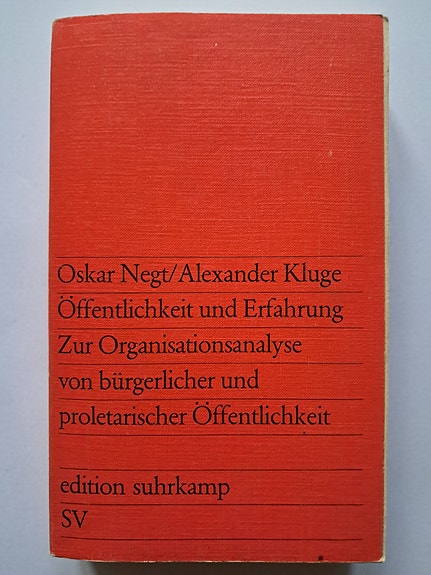 Oskar Negt/Alexander Kluge
Öffentlichkeit und Erfahrung
Zur Organisationsanalyse
von bürgerlicher und
proletarischer Öffentlichkeit
edition suhrkamp
SV